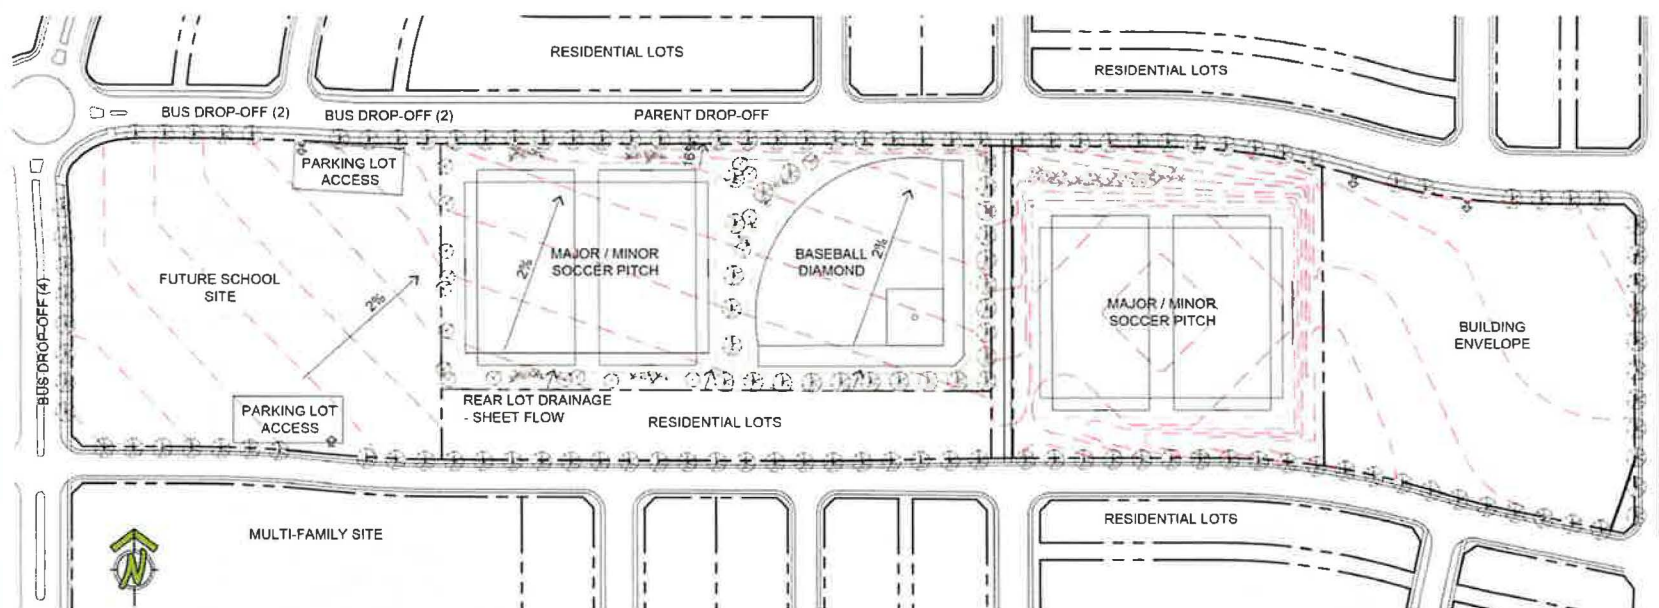 RESIDENTIAL LOTS
RESIDENTIAL LOTS
BUS DROP-OFF (2)
BUS DROP-OFF (2)
PARENT DROP-OFF
PARKING LOT
ACCESS
16%
FUTURE SCHOOL
SITE
2%
BUS DROP-OFF (4)
MAJOR / MINOR
SOCCER PITCH
2%
BASEBALL
DIAMOND
2%
MAJOR / MINOR
SOCCER PITCH
BUILDING
ENVELOPE
PARKING LOT
ACCESS
REAR LOT DRAINAGE
- SHEET FLOW
RESIDENTIAL LOTS
MULTI-FAMILY SITE
RESIDENTIAL LOTS
N